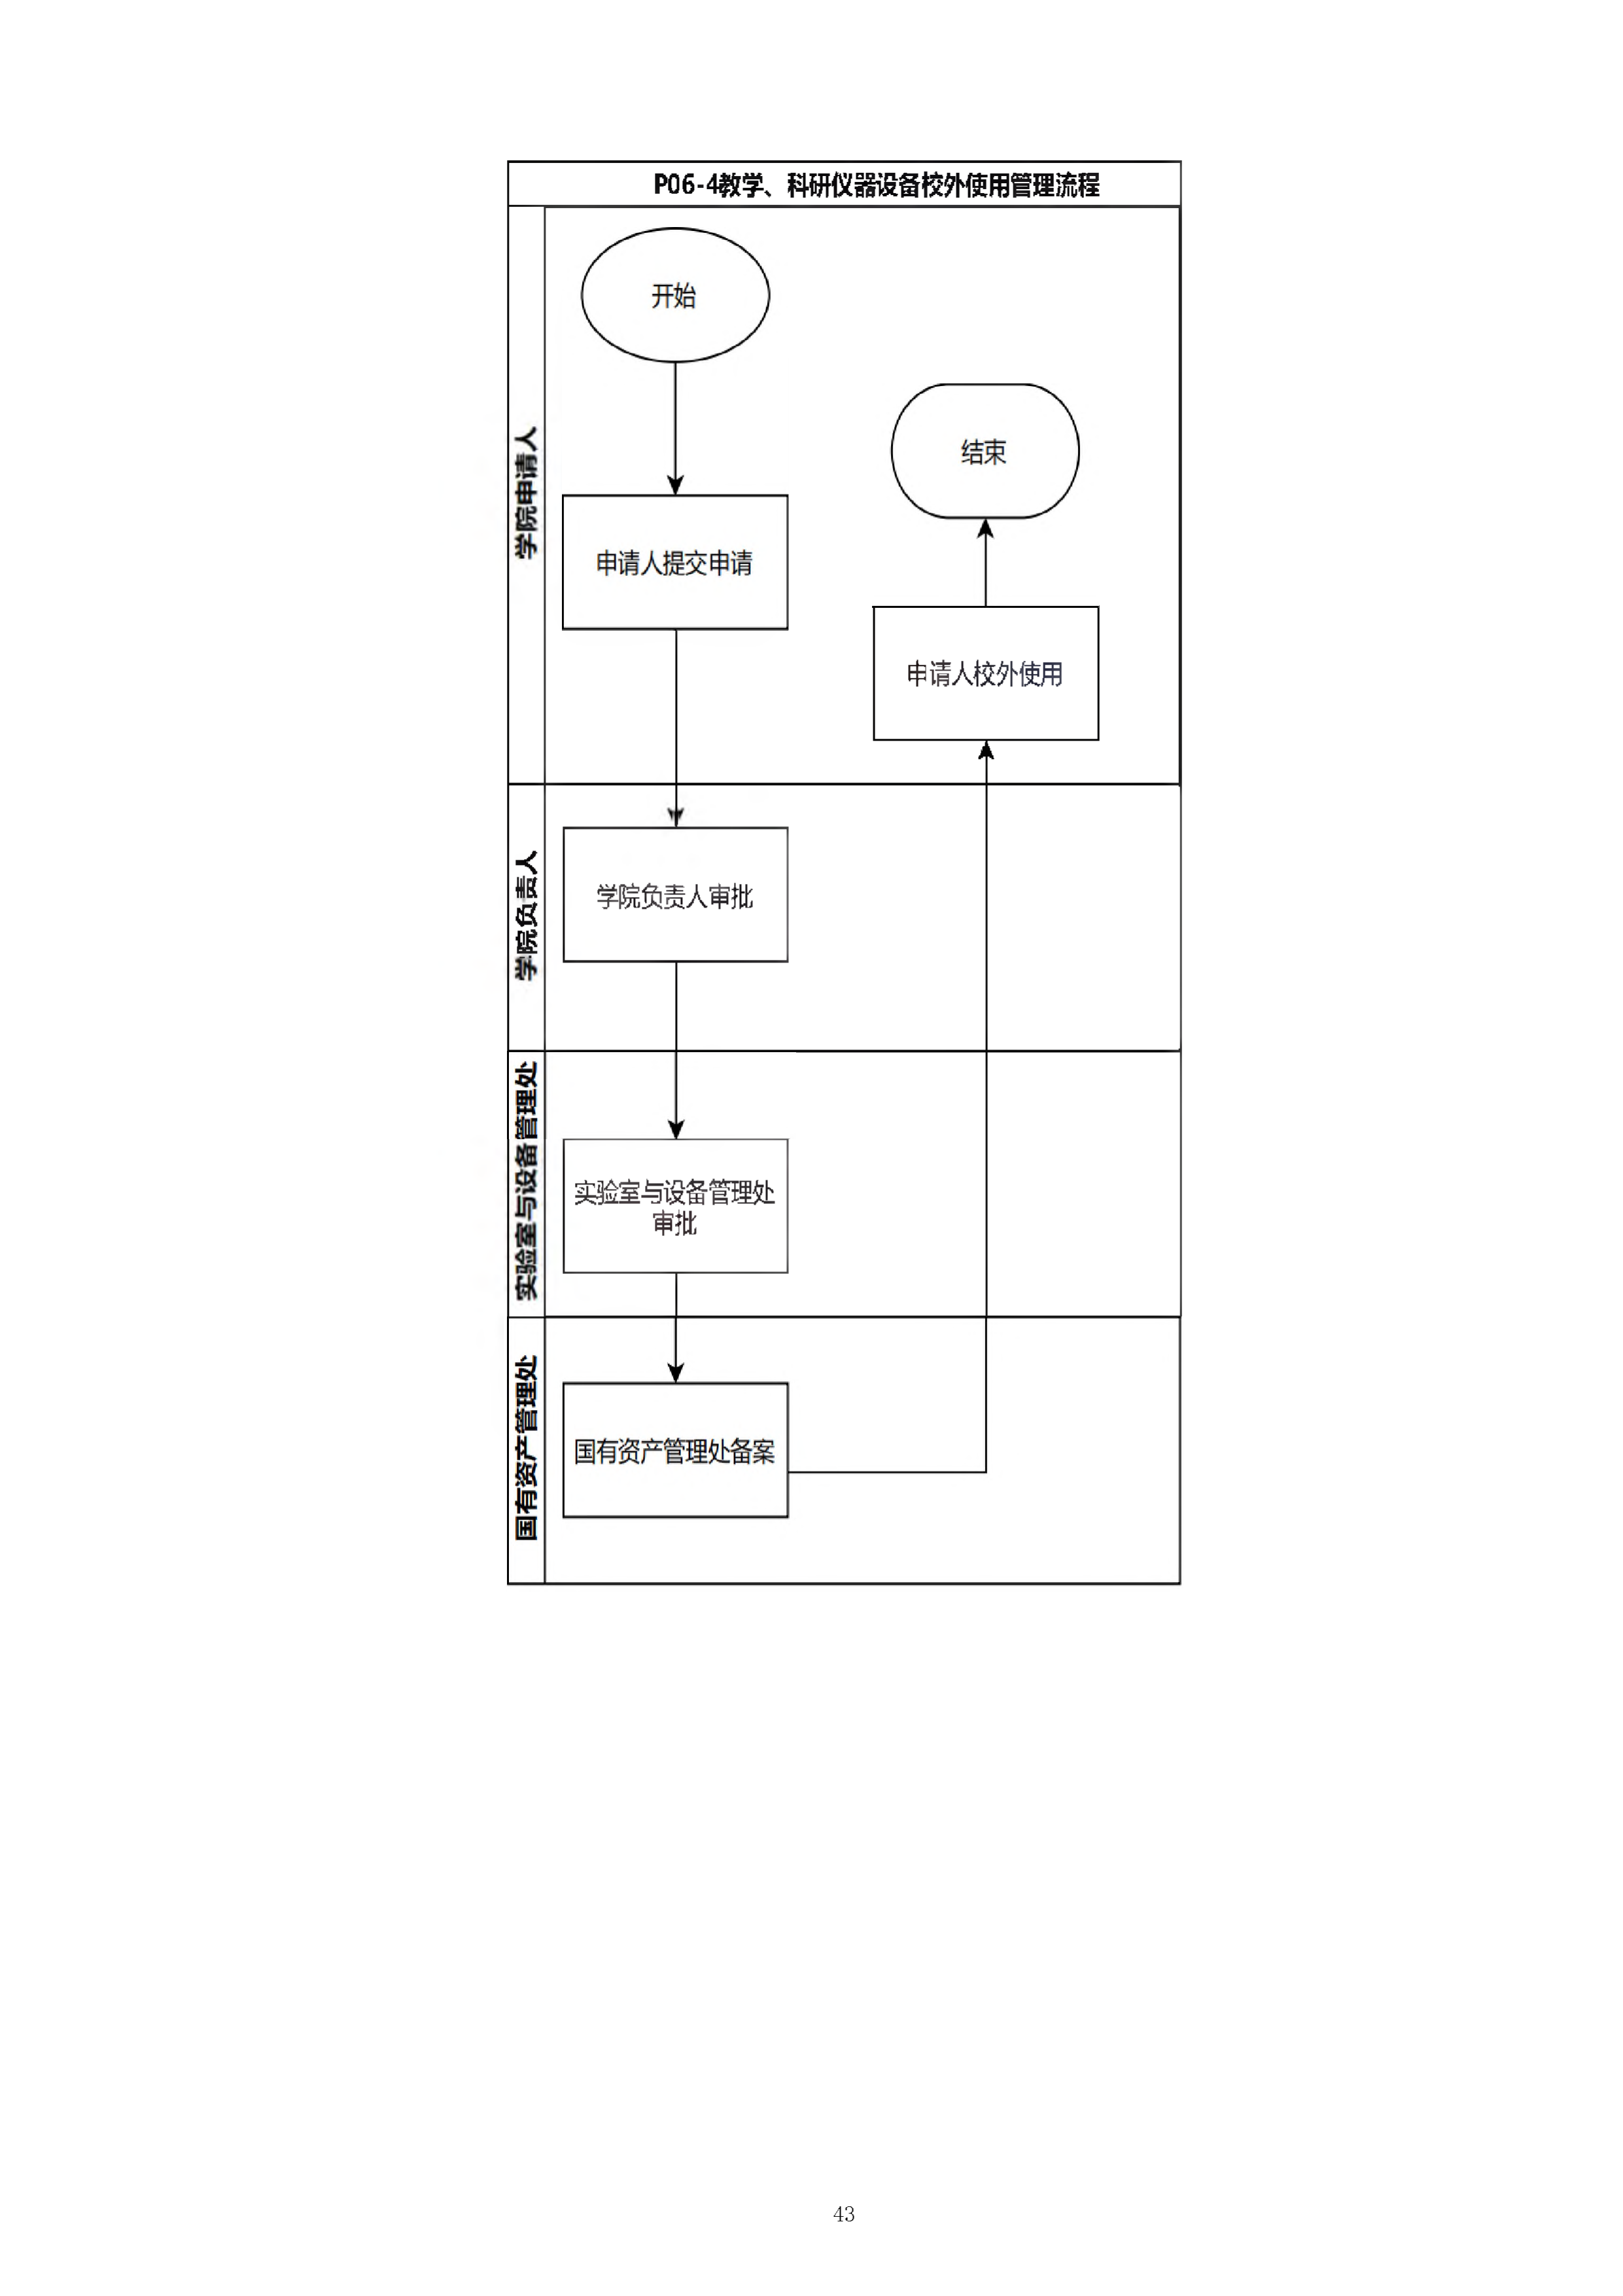 P06-4教学、科研仪器设备校外使用管理流程
学院申请人
开始
结束
申请人提交申请
申请人校外使用
学院负责人
学院负责人审批
实验室与设备管理处
实验室与设备管理处
审批
国有资产管理处
国有资产管理处备案
43